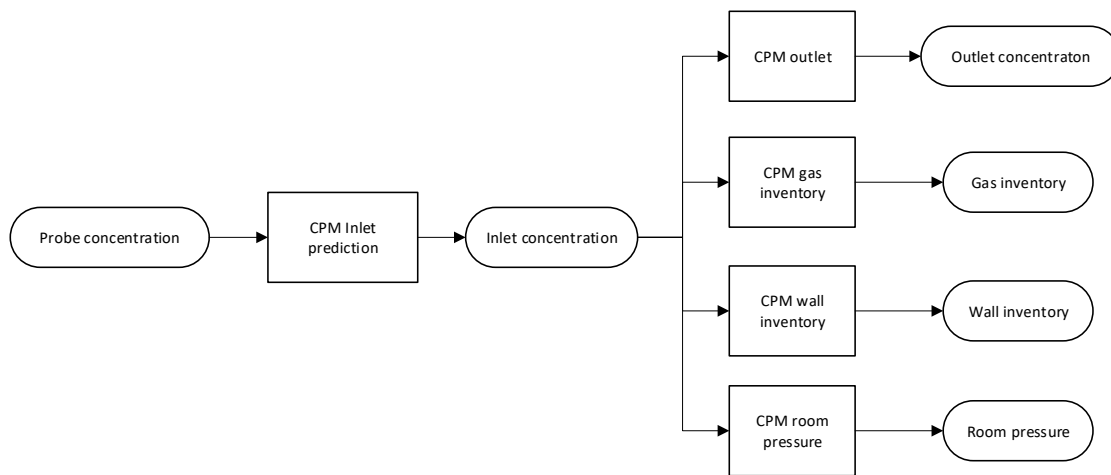 CPM outlet
Outlet concentraton
CPM gas
inventory
Gas inventory
Probe concentration
CPM Inlet
prediction
Inlet concentration
CPM wall
inventory
Wall inventory
CPM room
pressure
Room pressure